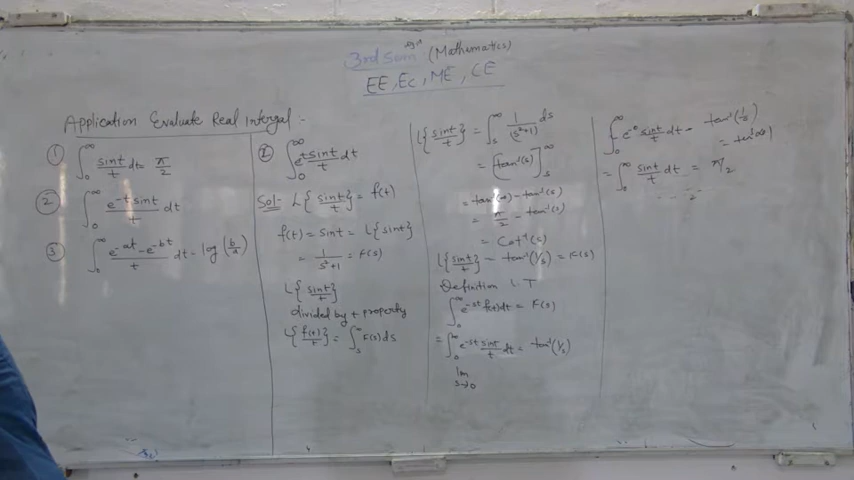 3rd Sem (Mathematics)
EE, EC, ME, CE
Application Evaluate Real Intergal :-
① ∫₀^∞ sint/t dt = π/2
② ∫₀^∞ e^-t sint/t dt
③ ∫₀^∞ e^-at - e^-bt/t dt = log(b/a)
∫₀^∞ e^t sint/t dt
Sol:- L{sint/t} = f(t)
f(t) = sint = L{sint}
= 1/s²+1 = F(s)
L{sint/t}
divided by t property
L{f(t)/t} = ∫ₛ^∞ F(s) ds
L{sint/t} = ∫ₛ^∞ 1/(s²+1) ds
= [tan⁻¹(s)]ₛ^∞
= tan⁻¹(∞) - tan⁻¹(s)
= π/2 - tan⁻¹(s)
= Cot⁻¹(s)
L{sint/t} = tan⁻¹(1/s) = F(s)
Definition L.T
∫₀^∞ e^-st f(t)dt = F(s)
= ∫₀^∞ e^-st sint/t dt = tan⁻¹(1/s)
lim s→0
∫₀^∞ e^-0 sint/t dt = tan⁻¹(1/0)
= tan⁻¹(∞)
= ∫₀^∞ sint/t dt = π/2